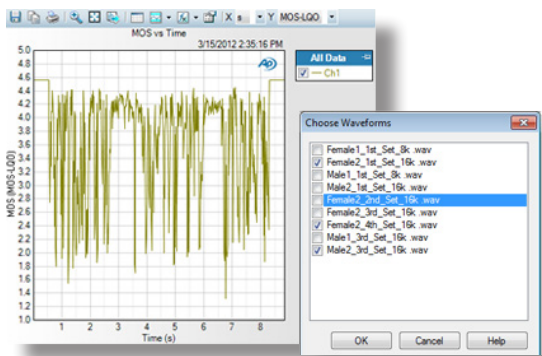 X s Y MOS-LQO
MOS vs Time
3/15/2012 2:35:16 PM
AP
All Data
Ch1
5.0
4.8
4.6
4.4
4.2
4.0
3.8
3.6
3.4
3.2
3.0
2.8
2.6
2.4
2.2
2.0
1.8
1.6
1.4
1.2
1.0
MOS (MOS-LQO)
1 2 3 4 5 6 7 8
Time (s)
Choose Waveforms
Female1_1st_Set_8k .wav
Female2_1st_Set_16k .wav
Male1_1st_Set_8k .wav
Male2_1st_Set_16k .wav
Female2_2nd_Set_16k .wav
Female2_3rd_Set_16k .wav
Female2_4th_Set_16k .wav
Male1_3rd_Set_16k .wav
Male2_3rd_Set_16k .wav
OK Cancel Help